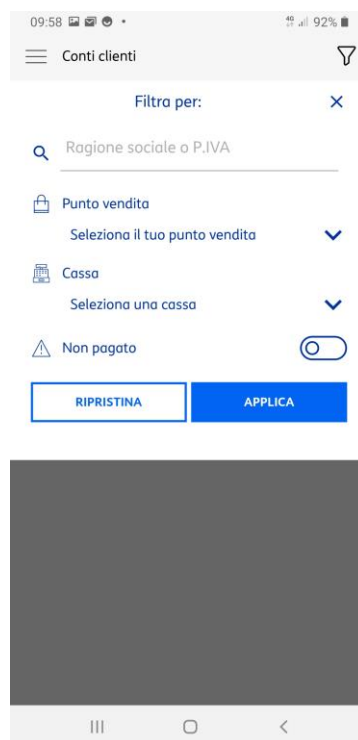 09:58 92%
Conti clienti
Filtra per:
Ragione sociale o P.IVA
Punto vendita
Seleziona il tuo punto vendita
Cassa
Seleziona una cassa
Non pagato
RIPRISTINA APPLICA